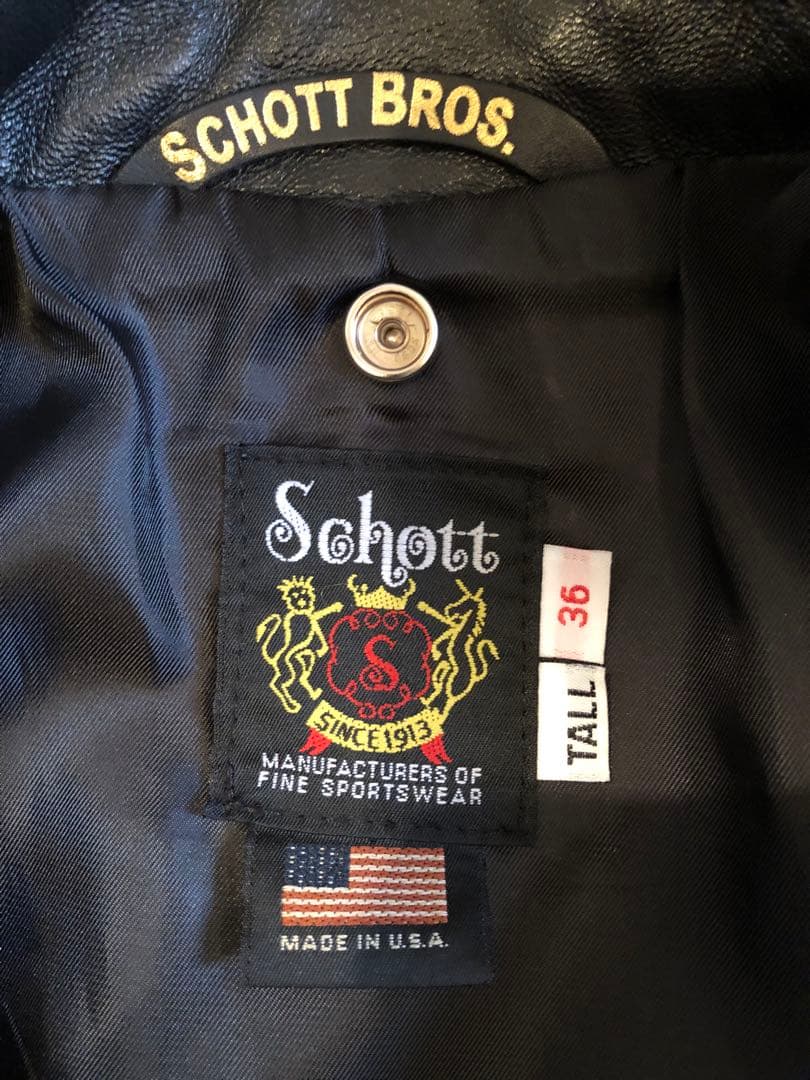 SCHOTT BROS.
Schott
S
SINCE 1913
MANUFACTURERS OF
FINE SPORTSWEAR
36
TALL
MADE IN U.S.A.